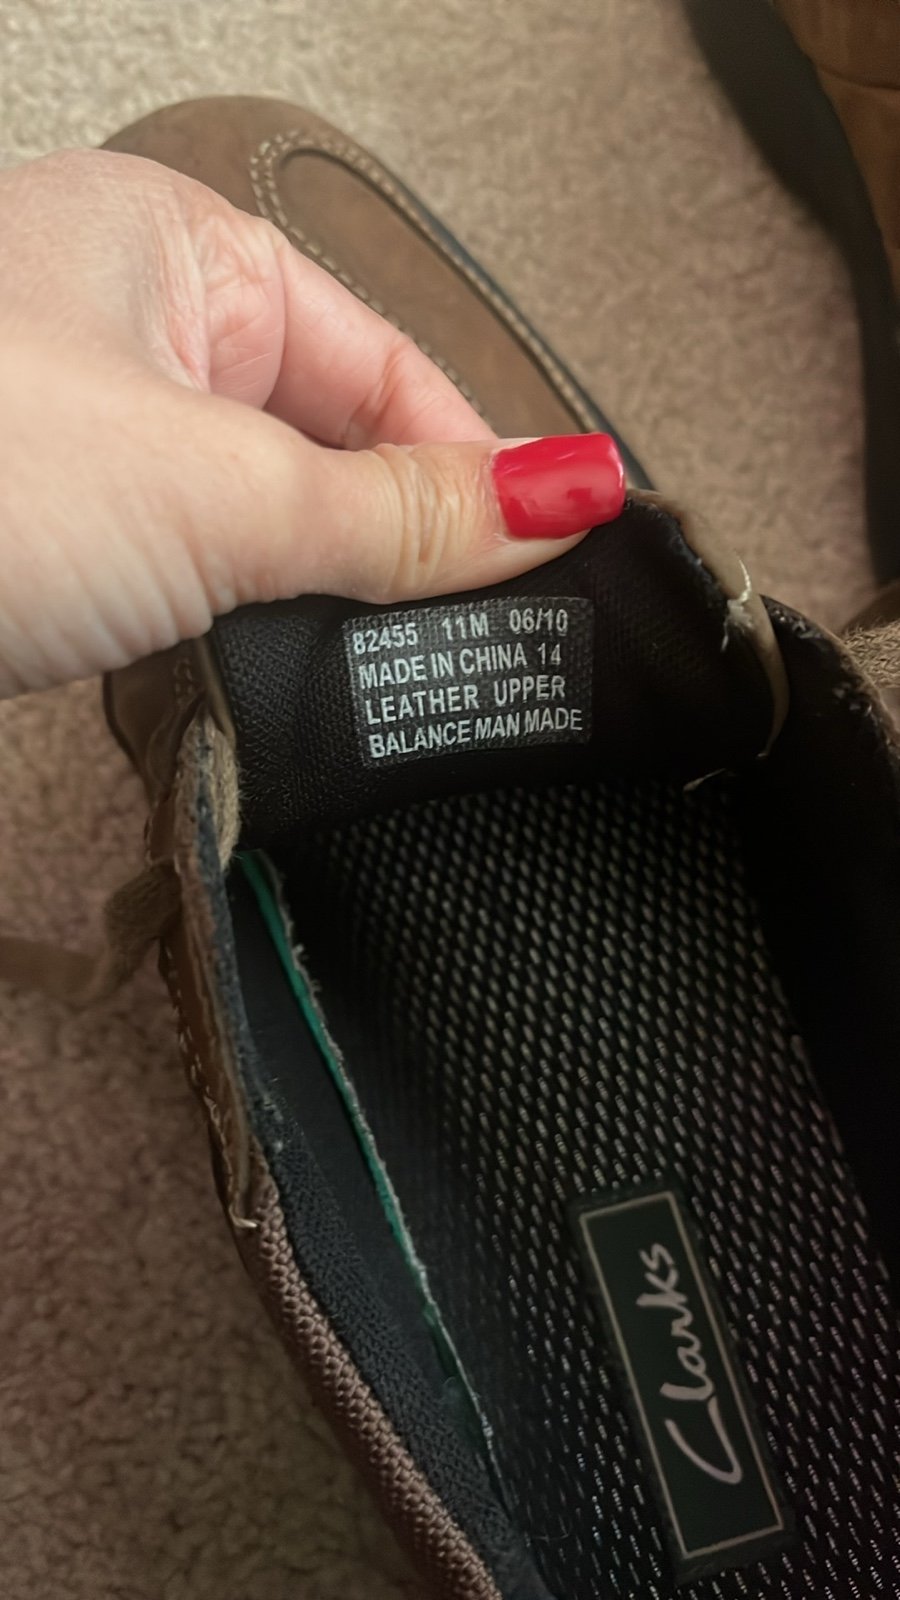 82455 11M 06/10
MADE IN CHINA 14
LEATHER UPPER
BALANCE MAN MADE
Clarks